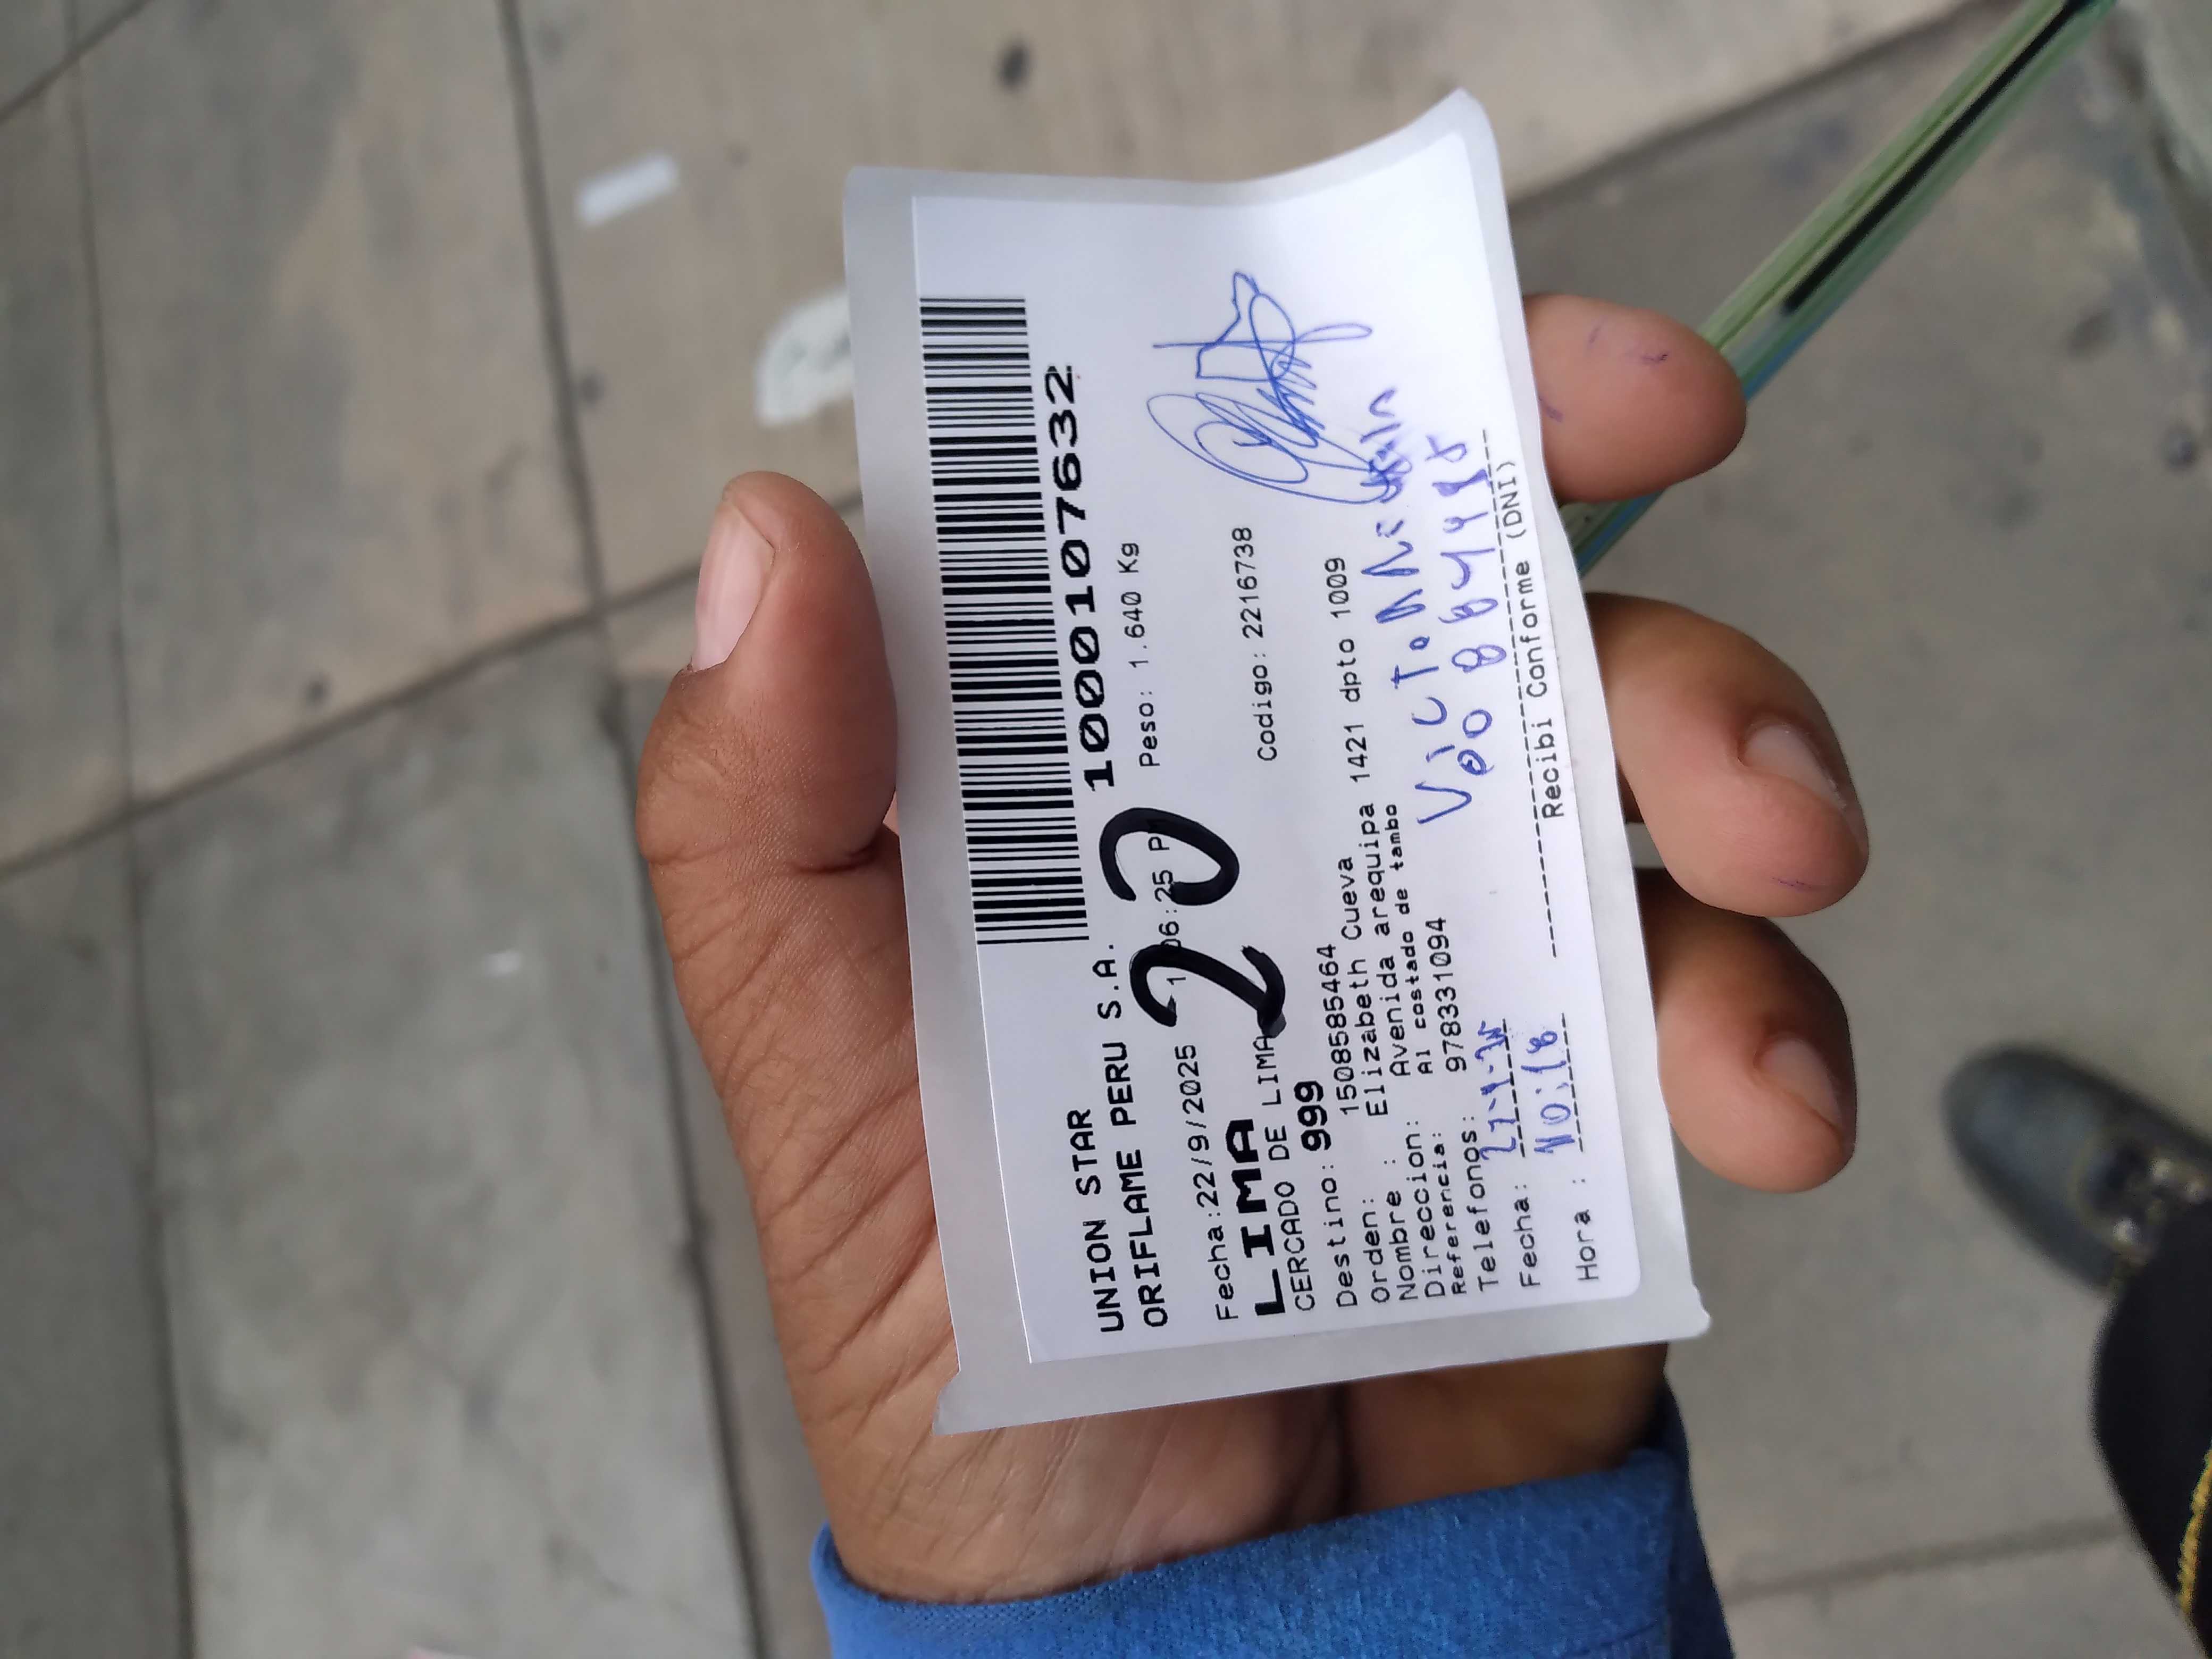 UNION STAR
ORIFLAME PERU S.A. 1000107632
Fecha:22/9/2025 Peso: 1.640 Kg
20
LIMA
CERCADO DE LIMA Codigo: 2216738
Destino: 999
Orden: 1508585464
Nombre : Elizabeth Cueva
Direccion: Avenida arequipa 1421 dpto 1009
Referencia: Al costado de tambo
Telefonos: 978331094
Fecha:
Hora : 10:18
Recibi Conforme (DNI)